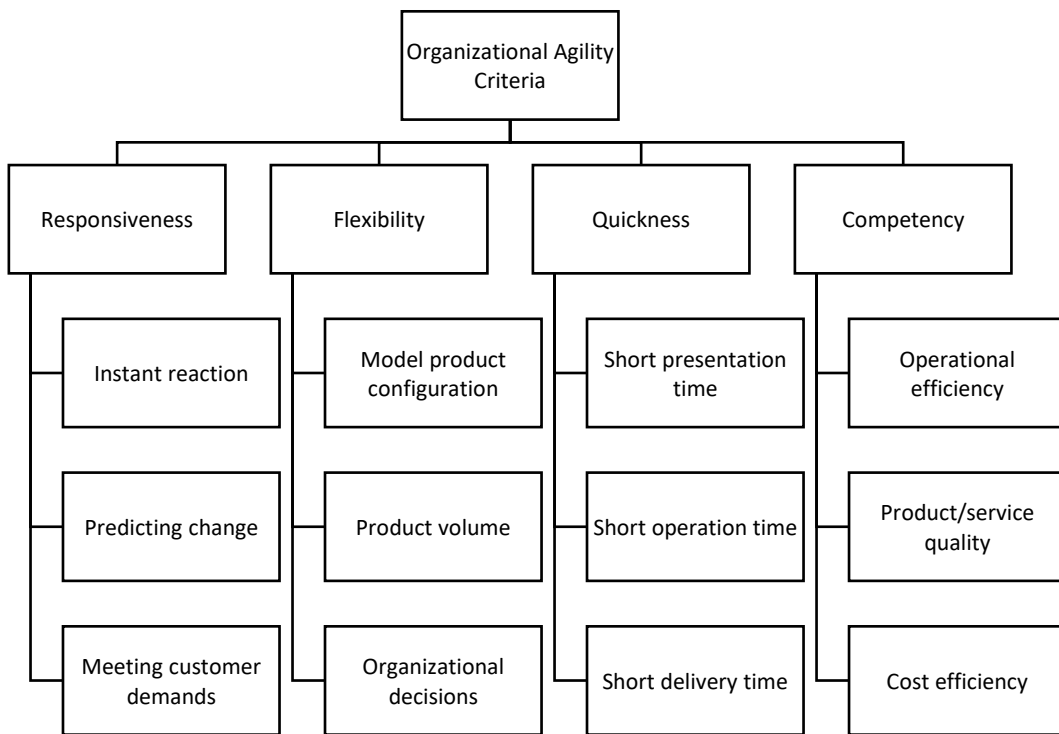 Organizational Agility
Criteria
Responsiveness
Flexibility
Quickness
Competency
Instant reaction
Model product
configuration
Short presentation
time
Operational
efficiency
Predicting change
Product volume
Short operation time
Product/service
quality
Meeting customer
demands
Organizational
decisions
Short delivery time
Cost efficiency